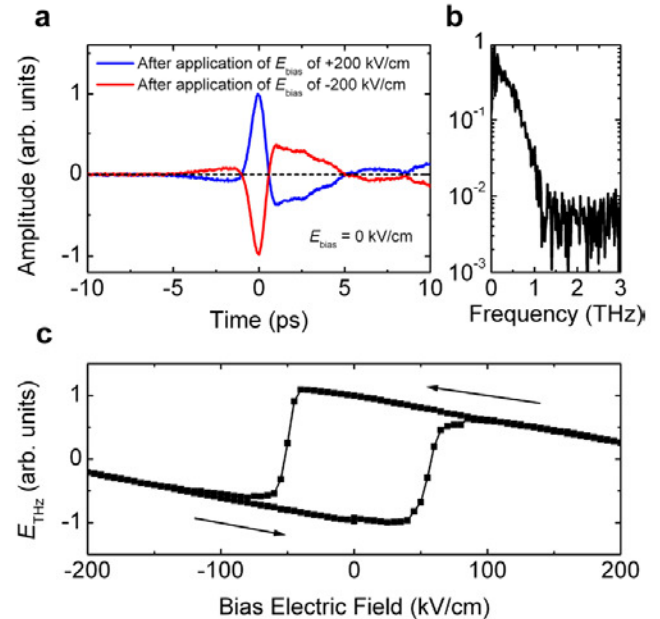 a
After application of E_bias of +200 kV/cm
After application of E_bias of -200 kV/cm
Amplitude (arb. units)
1
0
-1
E_bias = 0 kV/cm
-10 -5 0 5 10
Time (ps)
b
1
10^-1
10^-2
10^-3
0 1 2 3
Frequency (THz)
c
E_THz (arb. units)
1
0
-1
-200 -100 0 100 200
Bias Electric Field (kV/cm)